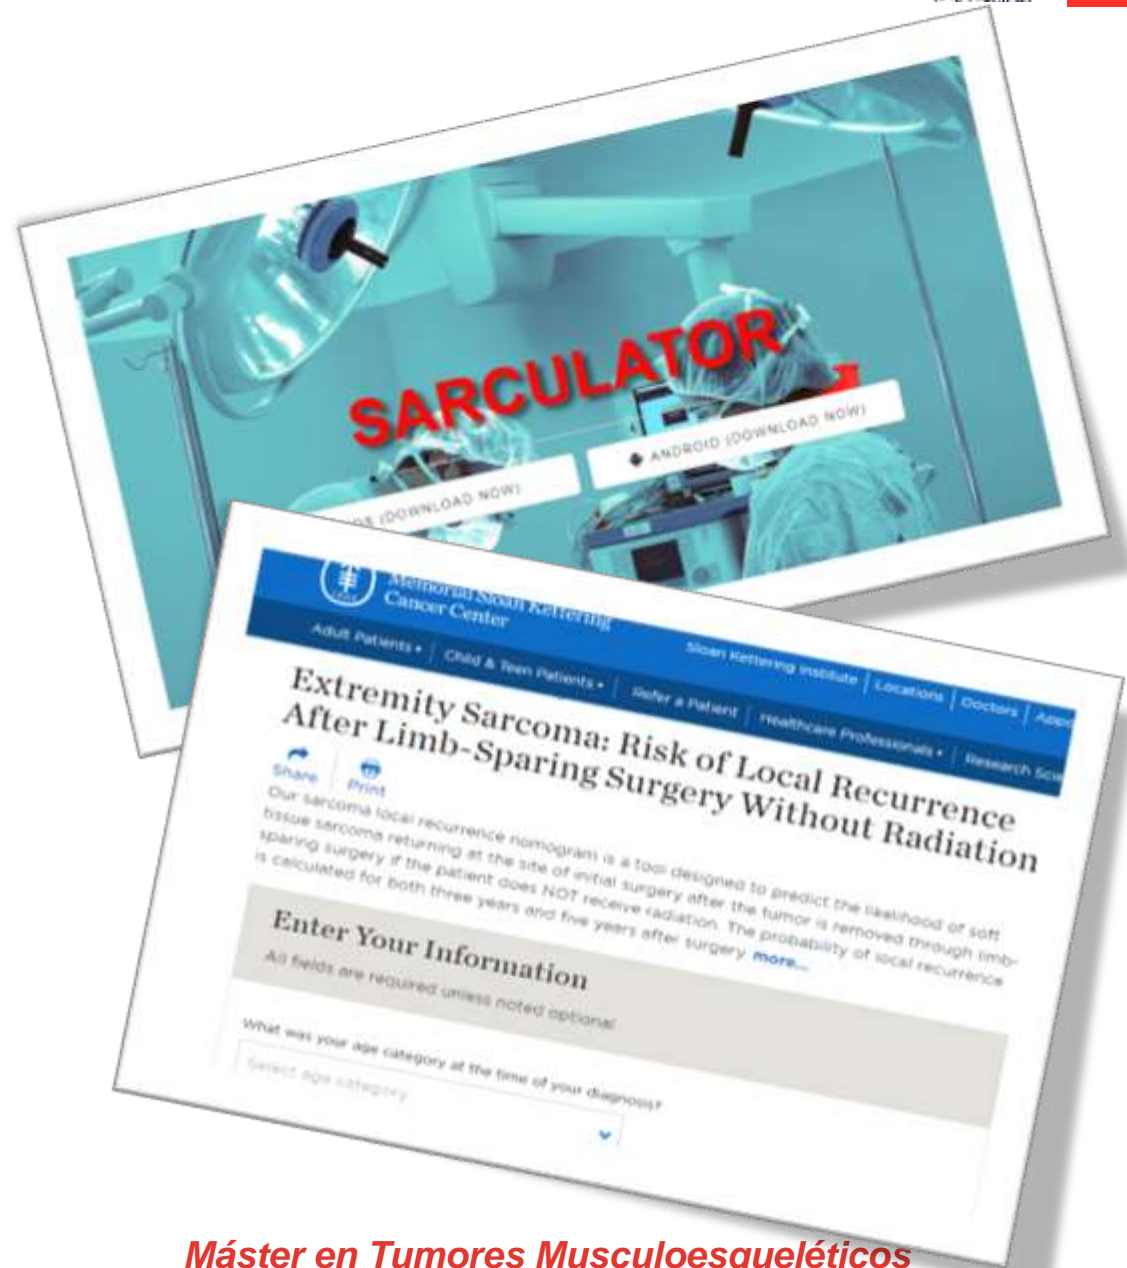 SARCULATOR
(DOWNLOAD NOW)
ANDROID (DOWNLOAD NOW)
Memorial Sloan Kettering
Cancer Center
Sloan Kettering Institute
Locations
Doctors
Adult Patients
Child & Teen Patients
Refer a Patient
Healthcare Professionals
Research
Extremity Sarcoma: Risk of Local Recurrence
After Limb-Sparing Surgery Without Radiation
Share
Print
Our sarcoma local recurrence nomogram is a tool designed to predict the likelihood of soft
tissue sarcoma returning at the site of initial surgery after the tumor is removed through limb-
sparing surgery if the patient does NOT receive radiation. The probability of local recurrence
is calculated for both three years and five years after surgery. more...
Enter Your Information
All fields are required unless noted optional
What was your age category at the time of your diagnosis?
Select age category
Máster en Tumores Musculoesqueléticos